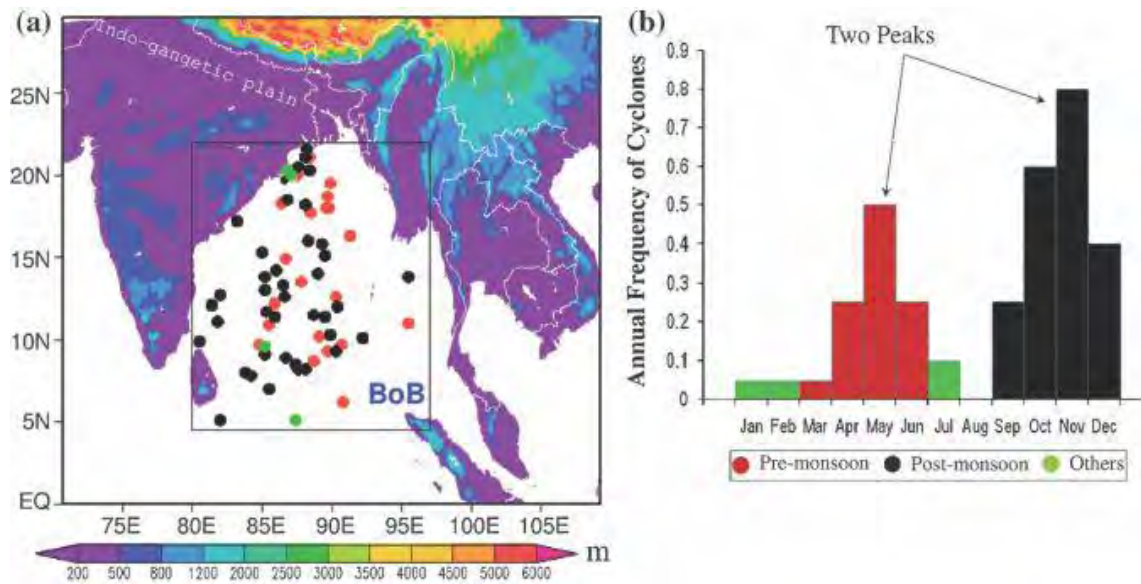 (a)
Indo-gangetic plain
25N
20N
15N
10N
5N
EQ
BoB
75E 80E 85E 90E 95E 100E 105E
200 500 800 1200 2000 2500 3000 3500 4000 4500 5000 6000 m
(b)
Two Peaks
Annual Frequency of Cyclones
0.9
0.8
0.7
0.6
0.5
0.4
0.3
0.2
0.1
0
Jan Feb Mar Apr May Jun Jul Aug Sep Oct Nov Dec
Pre-monsoon Post-monsoon Others